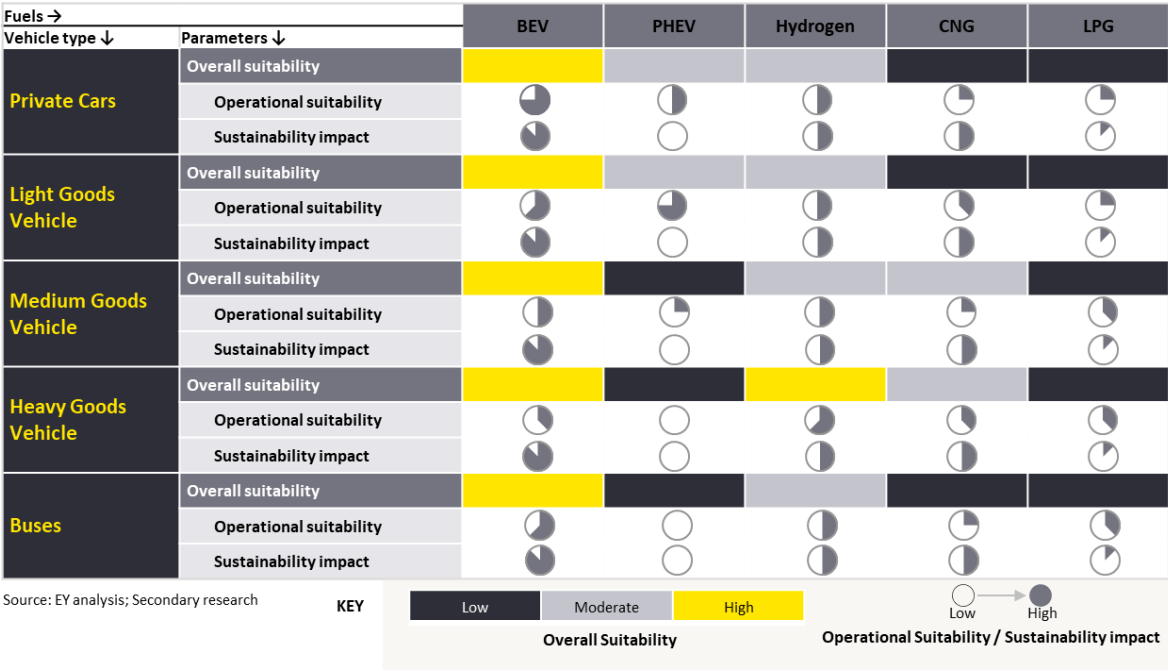 Fuels →
Vehicle type ↓ Parameters ↓ BEV PHEV Hydrogen CNG LPG
Private Cars
Overall suitability
Operational suitability
Sustainability impact
Light Goods
Vehicle
Overall suitability
Operational suitability
Sustainability impact
Medium Goods
Vehicle
Overall suitability
Operational suitability
Sustainability impact
Heavy Goods
Vehicle
Overall suitability
Operational suitability
Sustainability impact
Buses
Overall suitability
Operational suitability
Sustainability impact
Source: EY analysis; Secondary research
KEY
Low Moderate High
Overall Suitability
Low High
Operational Suitability / Sustainability impact